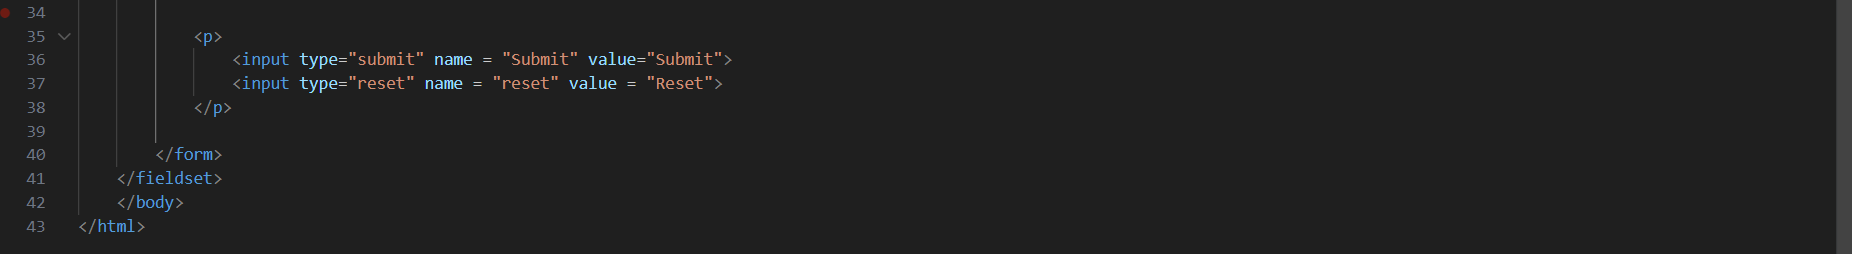 34
35 <p>
36 <input type="submit" name = "Submit" value="Submit">
37 <input type="reset" name = "reset" value = "Reset">
38 </p>
39
40 </form>
41 </fieldset>
42 </body>
43 </html>